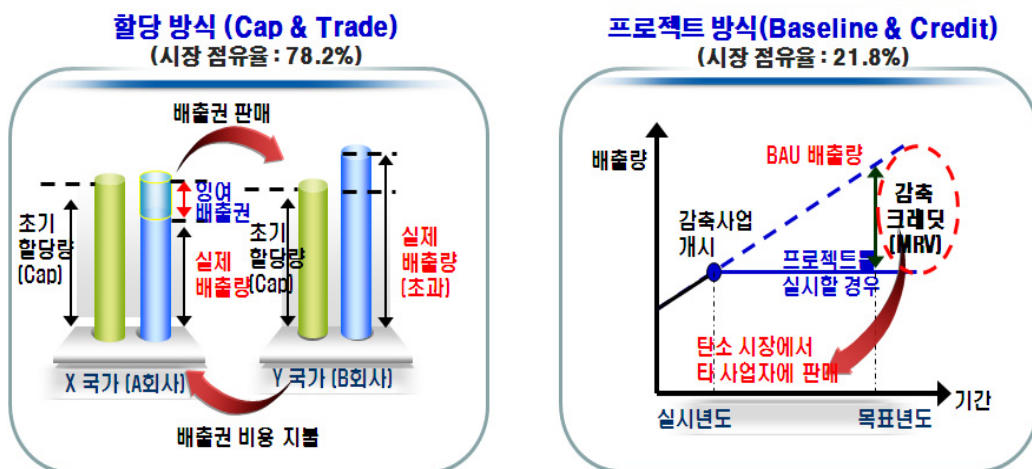 할당 방식 (Cap & Trade)
(시장 점유율 : 78.2%)
배출권 판매
잉여
배출권
초기
할당량
(Cap)
실제
배출량
초기
할당량
(Cap)
실제
배출량
(초과)
X 국가 (A회사)
Y 국가 (B회사)
배출권 비용 지불
프로젝트 방식(Baseline & Credit)
(시장 점유율 : 21.8%)
배출량
BAU 배출량
감축
크레딧
(MRV)
감축사업
개시
프로젝트를
실시할 경우
탄소 시장에서
타 사업자에 판매
기간
실시년도
목표년도